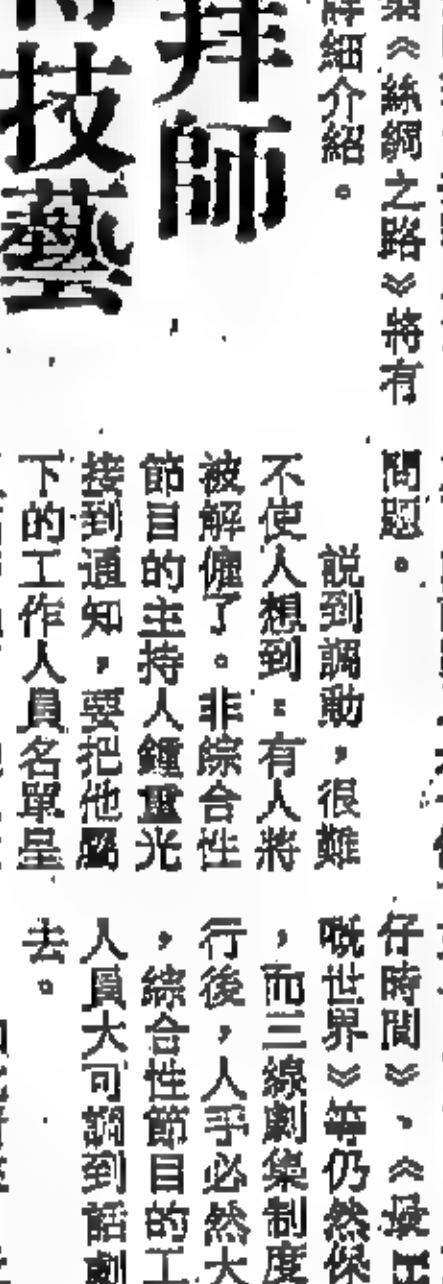 拜師
技藝
《絲綢之路》將有
詳細介紹。
問題。
說到調動，很難
不使人想到：有人將
被解僱了。非綜合性
節目的主持人鍾重光
接到通知，要把他屬
下的工作人員名單呈
仔時間》、《
嘅世界》等仍然保
，而三線劇集制度
行後，人手必然大
，綜合性節目的工
人員大可調到話劇
去。